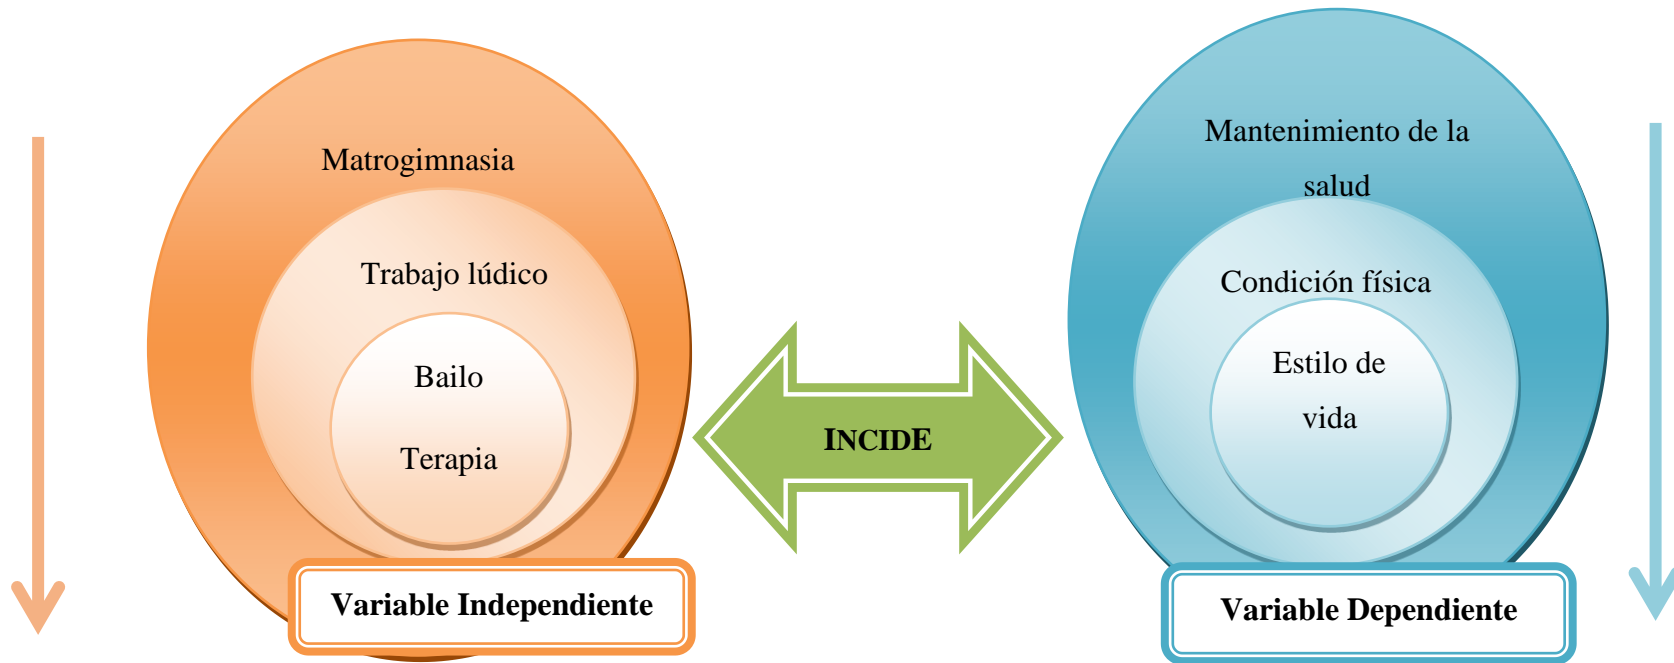 Matrogimnasia
Trabajo lúdico
Bailo
Terapia
Variable Independiente
INCIDE
Mantenimiento de la
salud
Condición física
Estilo de
vida
Variable Dependiente